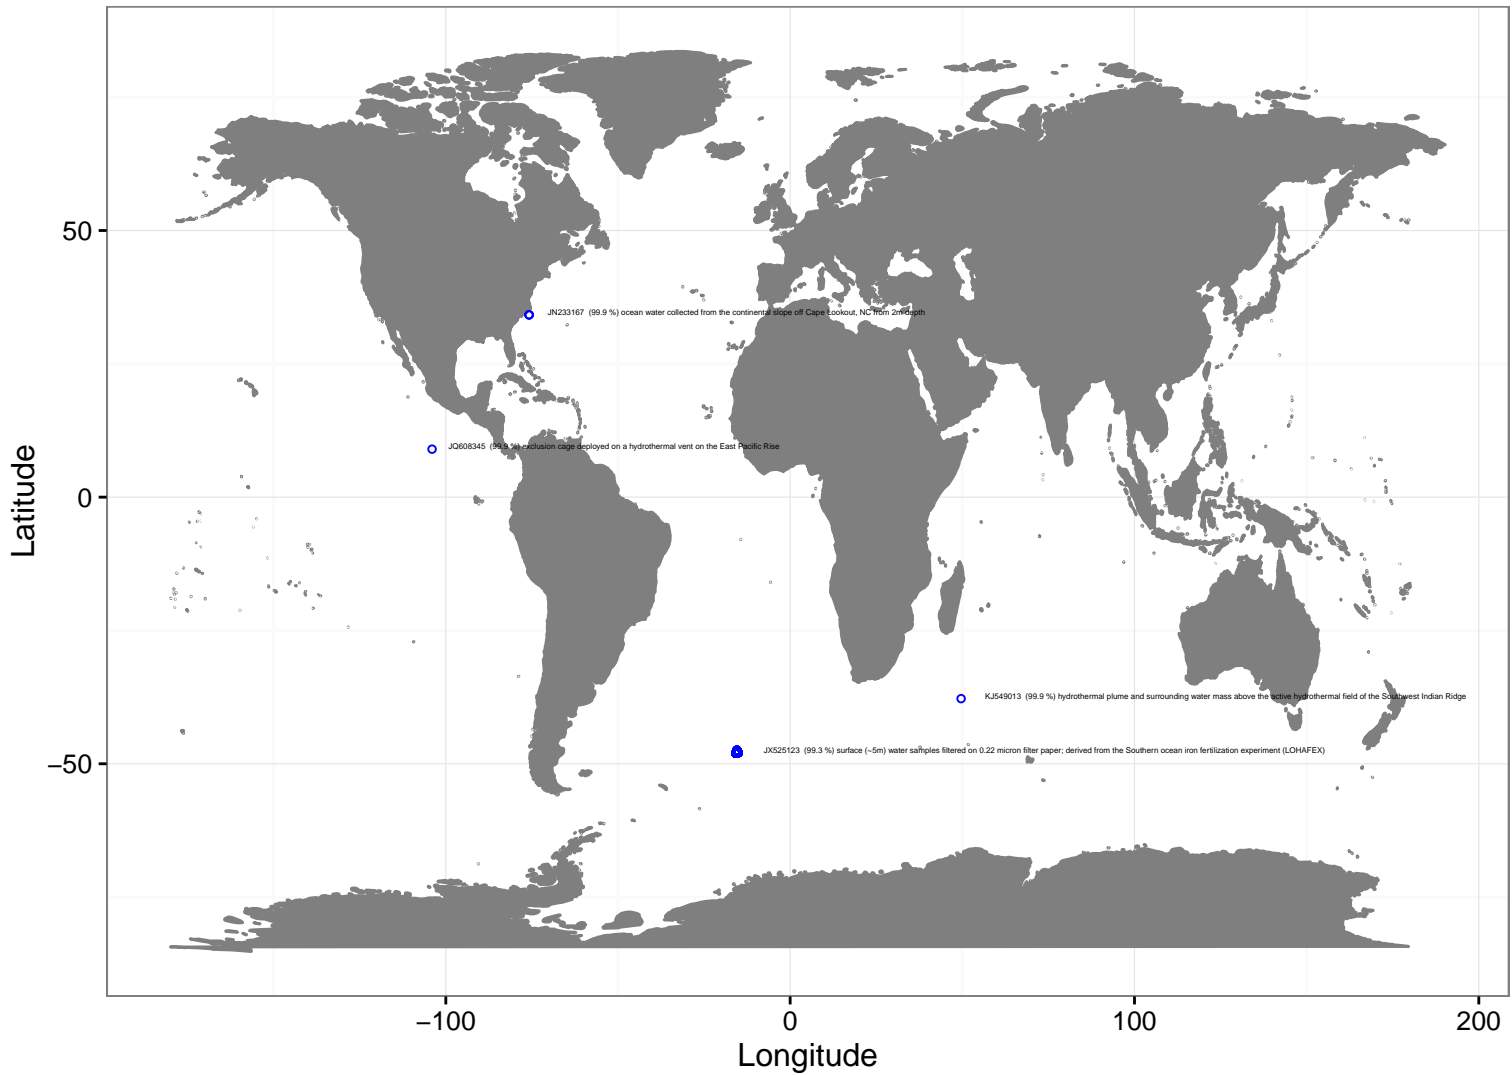 50
JN233167 (99.9 %) ocean water collected from the continental slope off Cape Lookout, NC from 2m depth
JQ608345 (99.9 %) exclusion cage deployed on a hydrothermal vent on the East Pacific Rise
Latitude
0
KJ549013 (99.9 %) hydrothermal plume and surrounding water mass above the active hydrothermal field of the Southwest Indian Ridge
JX525123 (99.3 %) surface (~5m) water samples filtered on 0.22 micron filter paper; derived from the Southern ocean iron fertilization experiment (LOHAFEX)
−50
−100
0
100
200
Longitude